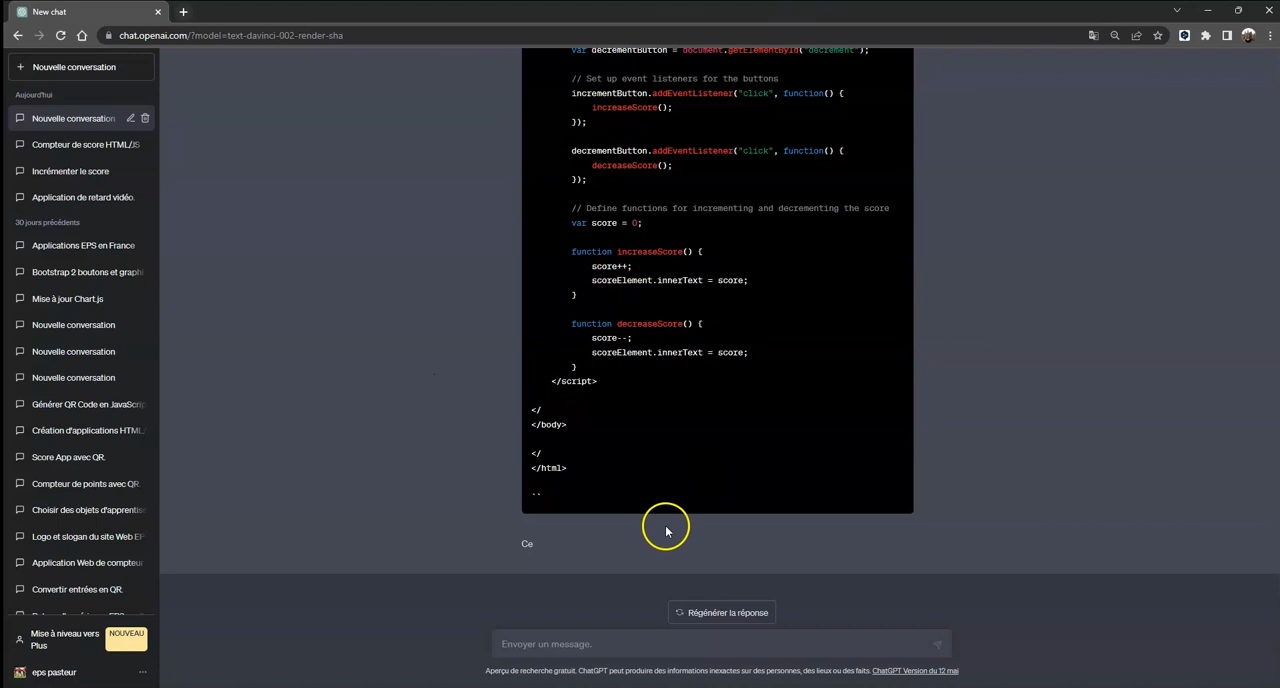 New chat
chat.openai.com/?model=text-davinci-002-render-sha
Nouvelle conversation
Aujourd'hui
Nouvelle conversation
Compteur de score HTML/JS
Incrémenter le score
Application de retard vidéo.
30 jours précédents
Applications EPS en France
Bootstrap 2 boutons et graphi
Mise à jour Chart.js
Nouvelle conversation
Nouvelle conversation
Nouvelle conversation
Générer QR Code en JavaScrip
Création d'applications HTML/
Score App avec QR.
Compteur de points avec QR.
Choisir des objets d'apprentis
Logo et slogan du site Web EP
Application Web de compteur
Convertir entrées en QR.
Mise à niveau vers
Plus
NOUVEAU
eps pasteur
var decrementButton = document.getElementById("decrement");
// Set up event listeners for the buttons
incrementButton.addEventListener("click", function() {
increaseScore();
});
decrementButton.addEventListener("click", function() {
decreaseScore();
});
// Define functions for incrementing and decrementing the score
var score = 0;
function increaseScore() {
score++;
scoreElement.innerText = score;
}
function decreaseScore() {
score--;
scoreElement.innerText = score;
}
</script>
</
</body>
</
</html>
``
Ce
Régénérer la réponse
Envoyer un message.
Aperçu de recherche gratuit. ChatGPT peut produire des informations inexactes sur des personnes, des lieux ou des faits. ChatGPT Version du 12 mai